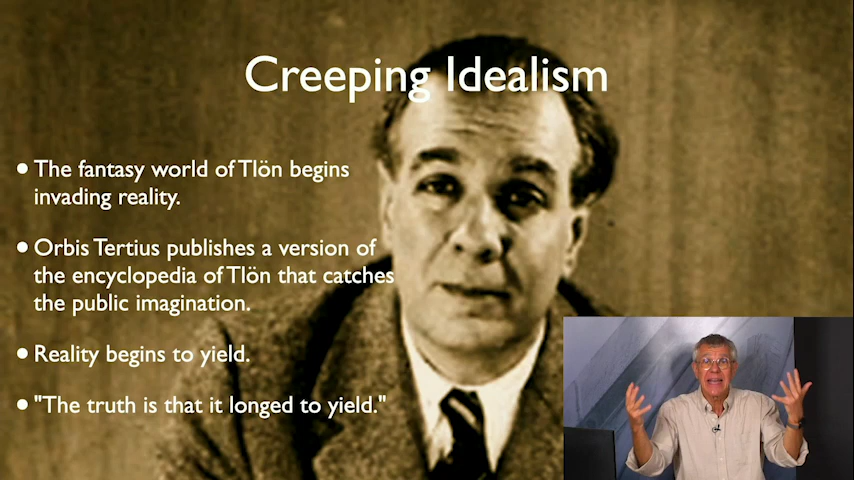 Creeping Idealism
• The fantasy world of Tlön begins
invading reality.
• Orbis Tertius publishes a version of
the encyclopedia of Tlön that catches
the public imagination.
• Reality begins to yield.
• "The truth is that it longed to yield."